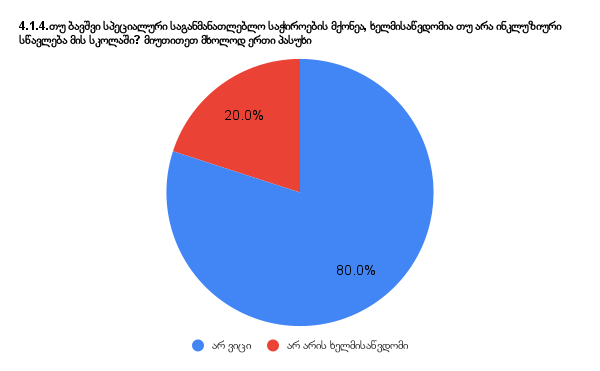 4.1.4.თუ ბავშვი სპეციალური საგანმანათლებლო საჭიროების მქონეა, ხელმისაწვდომია თუ არა ინკლუზიური
სწავლება მის სკოლაში? მიუთითეთ მხოლოდ ერთი პასუხი
20.0%
80.0%
არ ვიცი არ არის ხელმისაწვდომი